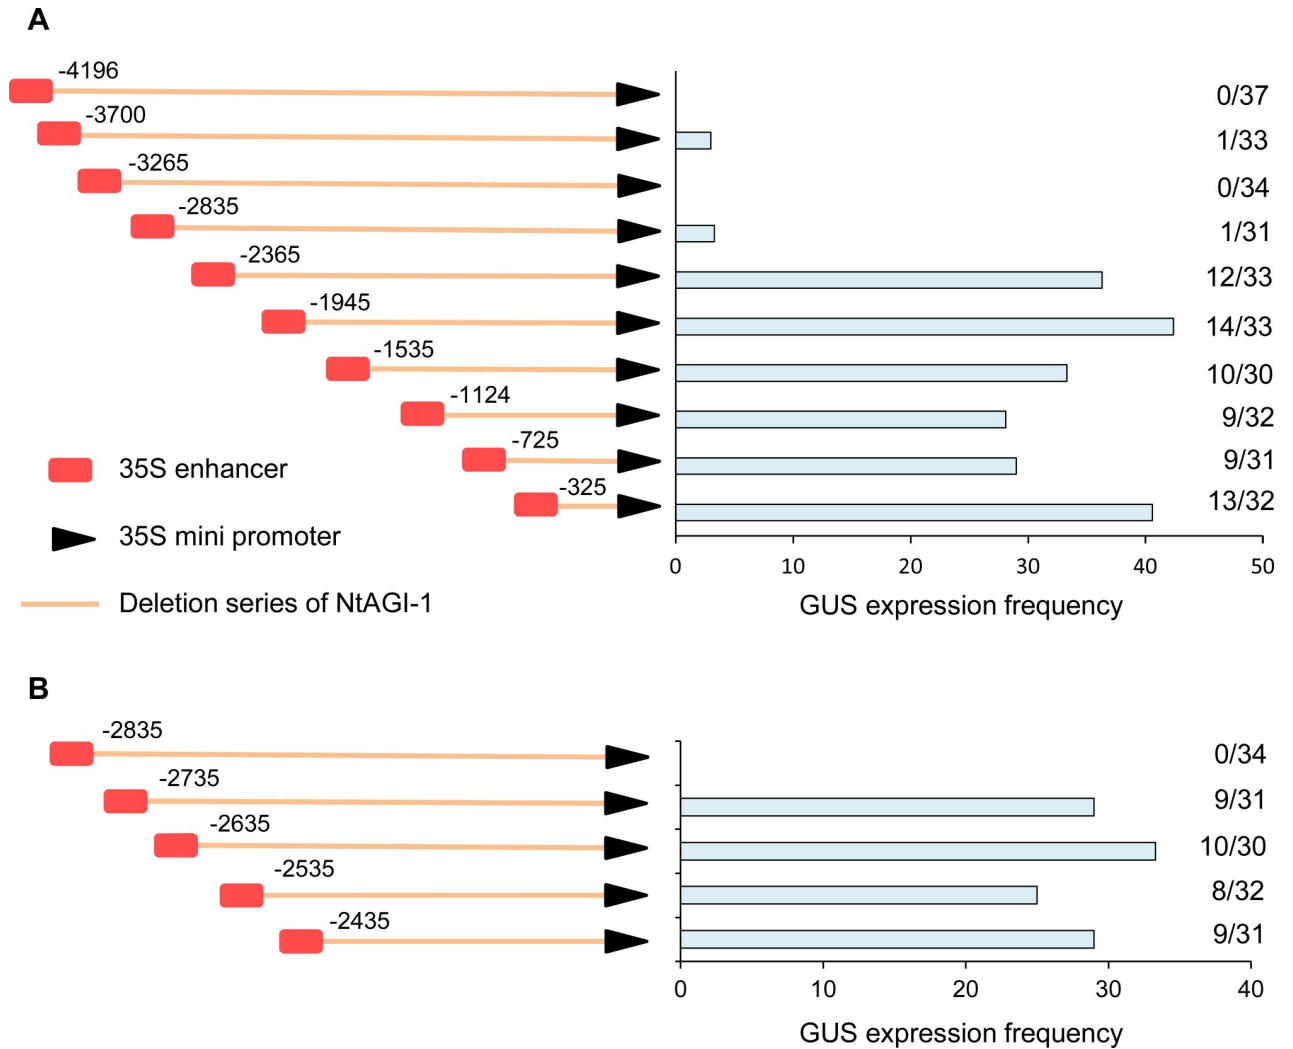 A
-4196 0/37
-3700 1/33
-3265 0/34
-2835 1/31
-2365 12/33
-1945 14/33
-1535 10/30
-1124 9/32
-725 9/31
-325 13/32
35S enhancer
35S mini promoter
Deletion series of NtAGI-1
0 10 20 30 40 50
GUS expression frequency
B
-2835 0/34
-2735 9/31
-2635 10/30
-2535 8/32
-2435 9/31
0 10 20 30 40
GUS expression frequency